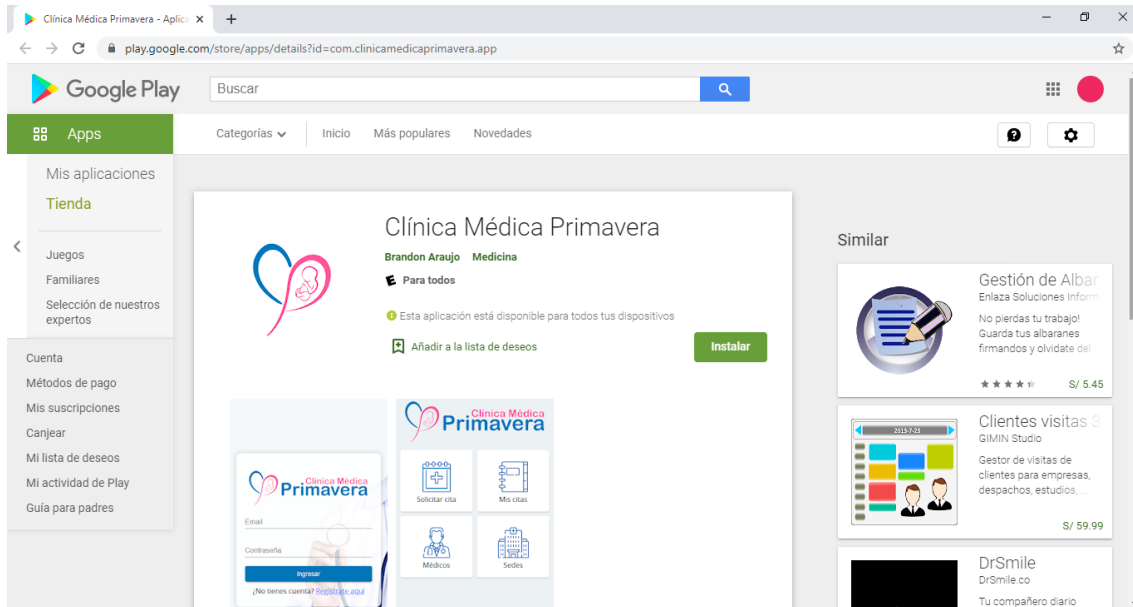 Clínica Médica Primavera - Aplica
play.google.com/store/apps/details?id=com.clinicamedicaprimavera.app
Google Play
Buscar
Apps
Categorías
Inicio
Más populares
Novedades
Mis aplicaciones
Tienda
Juegos
Familiares
Selección de nuestros
expertos
Cuenta
Métodos de pago
Mis suscripciones
Canjear
Mi lista de deseos
Mi actividad de Play
Guía para padres
Clínica Médica Primavera
Brandon Araujo Medicina
E Para todos
Esta aplicación está disponible para todos tus dispositivos
Añadir a la lista de deseos
Instalar
Clínica Médica
Primavera
Email
Contraseña
Ingresar
¿No tienes cuenta? Registrate aquí
Clínica Médica
Primavera
Solicitar cita
Mis citas
Médicos
Sedes
Similar
Gestión de Albar
Enlaza Soluciones Inform
No pierdas tu trabajo!
Guarda tus albaranes
firmandos y olvidate del
S/ 5.45
2013-7-23
Clientes visitas 3
GIMIN Studio
Gestor de visitas de
clientes para empresas,
despachos, estudios, ...
S/ 59.99
DrSmile
DrSmile.co
Tu compañero diario